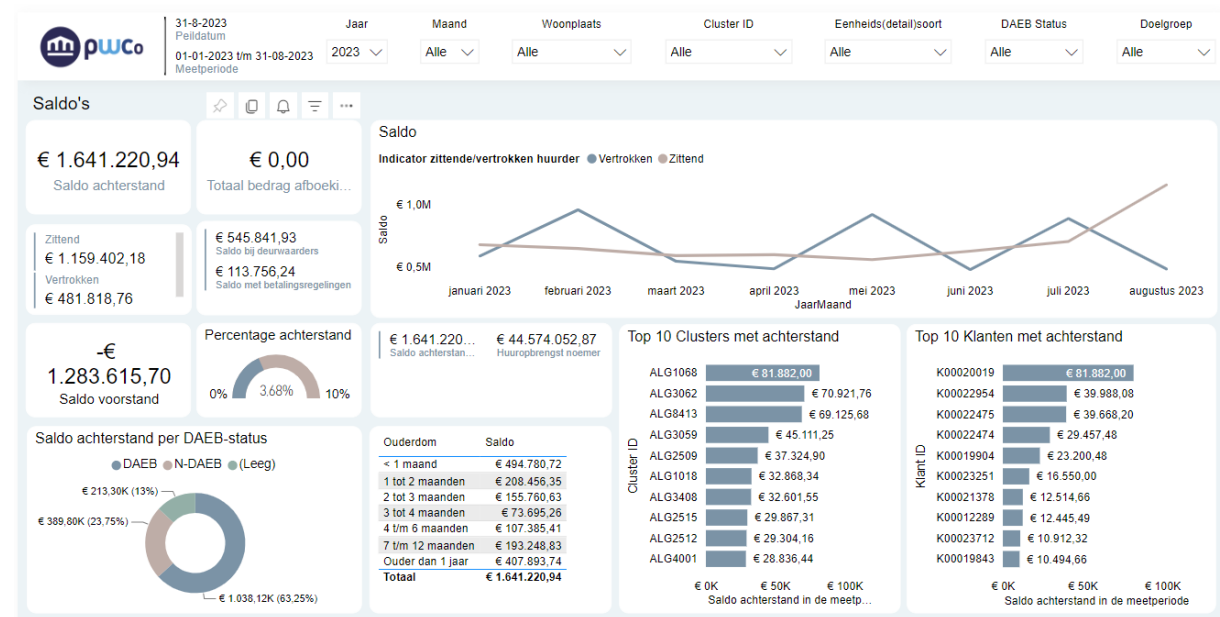 pwco
31-8-2023
Peildatum
01-01-2023 t/m 31-08-2023
Meetperiode
Jaar
2023
Maand
Alle
Woonplaats
Alle
Cluster ID
Alle
Eenheids(detail)soort
Alle
DAEB Status
Alle
Doelgroep
Alle
Saldo's
€ 1.641.220,94
Saldo achterstand
€ 0,00
Totaal bedrag afboeki...
Zittend
€ 1.159.402,18
Vertrokken
€ 481.818,76
€ 545.841,93
Saldo bij deurwaarders
€ 113.756,24
Saldo met betalingsregelingen
-€
1.283.615,70
Saldo voorstand
Percentage achterstand
0% 3,68% 10%
Saldo
Indicator zittende/vertrokken huurder Vertrokken Zittend
Saldo
€ 1,0M
€ 0,5M
januari 2023 februari 2023 maart 2023 april 2023 mei 2023 juni 2023 juli 2023 augustus 2023
JaarMaand
€ 1.641.220... € 44.574.052,87
Saldo achterstan... Huuropbrengst noemer
Saldo achterstand per DAEB-status
DAEB N-DAEB (Leeg)
€ 213,30K (13%)
€ 389,80K (23,75%)
€ 1.038,12K (63,25%)
Ouderdom Saldo
< 1 maand € 494.780,72
1 tot 2 maanden € 208.456,35
2 tot 3 maanden € 155.760,63
3 tot 4 maanden € 73.695,26
4 t/m 6 maanden € 107.385,41
7 t/m 12 maanden € 193.248,83
Ouder dan 1 jaar € 407.893,74
Totaal € 1.641.220,94
Top 10 Clusters met achterstand
Cluster ID
ALG1068 € 81.882,00
ALG3062 € 70.921,76
ALG8413 € 69.125,68
ALG3059 € 45.111,25
ALG2509 € 37.324,90
ALG1018 € 32.868,34
ALG3408 € 32.601,55
ALG2515 € 29.867,31
ALG2512 € 29.304,16
ALG4001 € 28.836,44
€ 0K € 50K € 100K
Saldo achterstand in de meetp...
Top 10 Klanten met achterstand
Klant ID
K00020019 € 81.882,00
K00022954 € 39.988,08
K00022475 € 39.668,20
K00022474 € 29.457,48
K00019904 € 23.200,48
K00023251 € 16.550,00
K00021378 € 12.514,66
K00012289 € 12.445,49
K00023712 € 10.912,32
K00019843 € 10.494,66
€ 0K € 50K € 100K
Saldo achterstand in de meetperiode